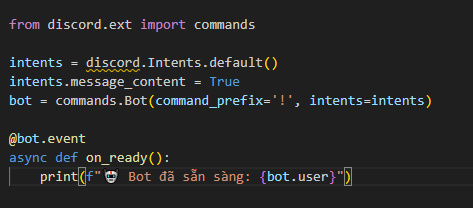 from discord.ext import commands
intents = discord.Intents.default()
intents.message_content = True
bot = commands.Bot(command_prefix='!', intents=intents)
@bot.event
async def on_ready():
    print(f"🤖 Bot đã sẵn sàng: {bot.user}")